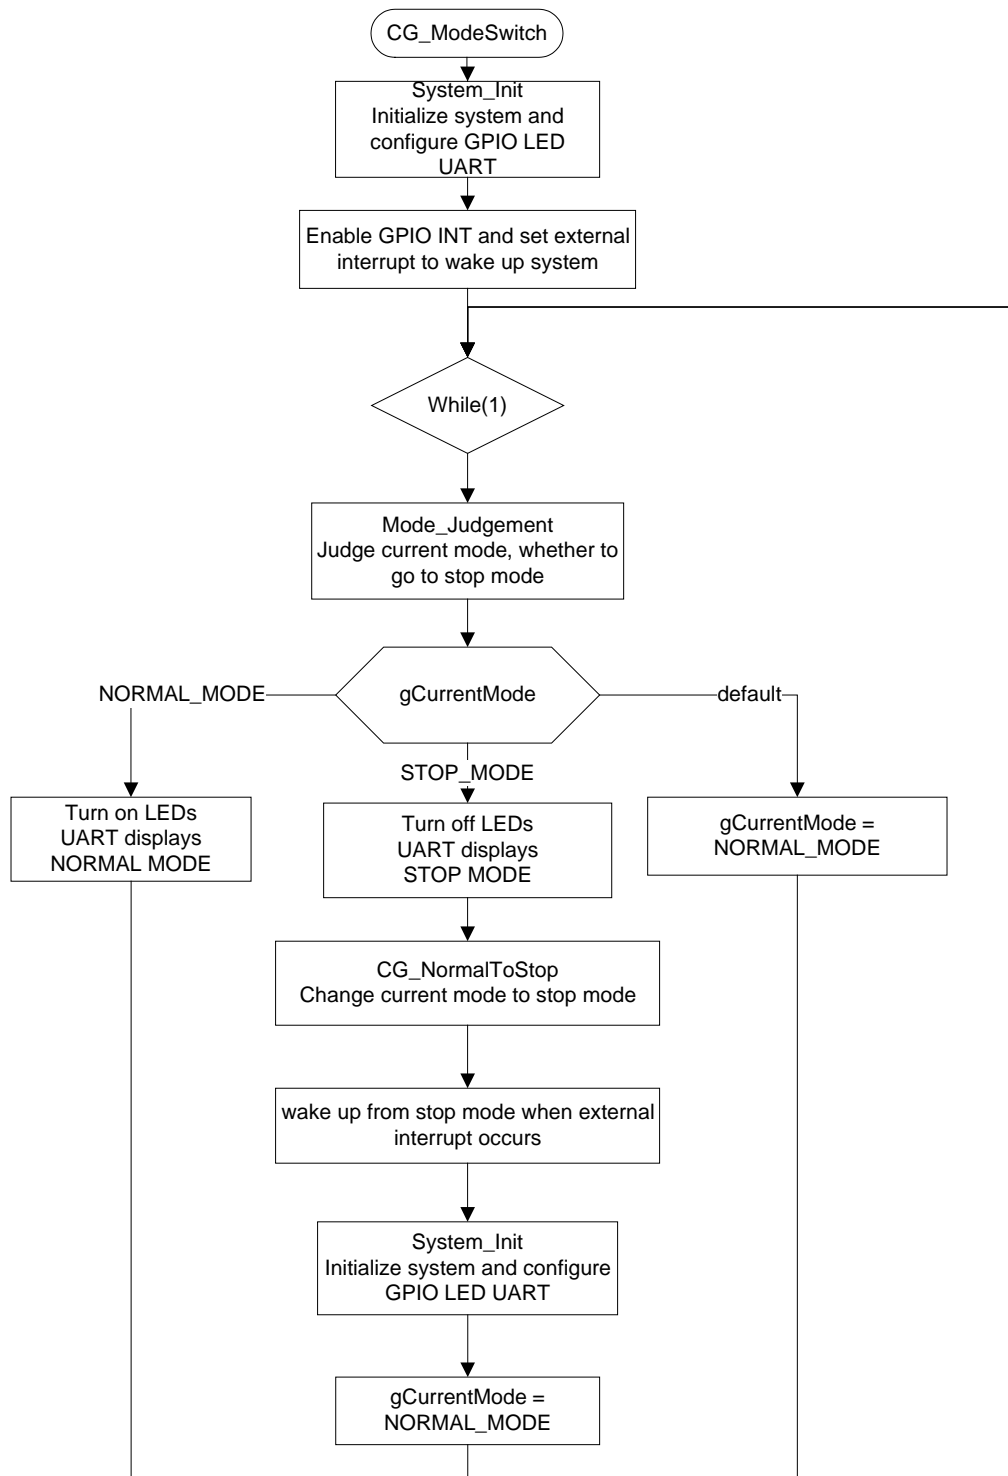 CG_ModeSwitch
System_Init
Initialize system and
configure GPIO LED
UART
Enable GPIO INT and set external
interrupt to wake up system
While(1)
Mode_Judgement
Judge current mode, whether to
go to stop mode
NORMAL_MODE
gCurrentMode
default
STOP_MODE
Turn on LEDs
UART displays
NORMAL MODE
Turn off LEDs
UART displays
STOP MODE
gCurrentMode =
NORMAL_MODE
CG_NormalToStop
Change current mode to stop mode
wake up from stop mode when external
interrupt occurs
System_Init
Initialize system and configure
GPIO LED UART
gCurrentMode =
NORMAL_MODE